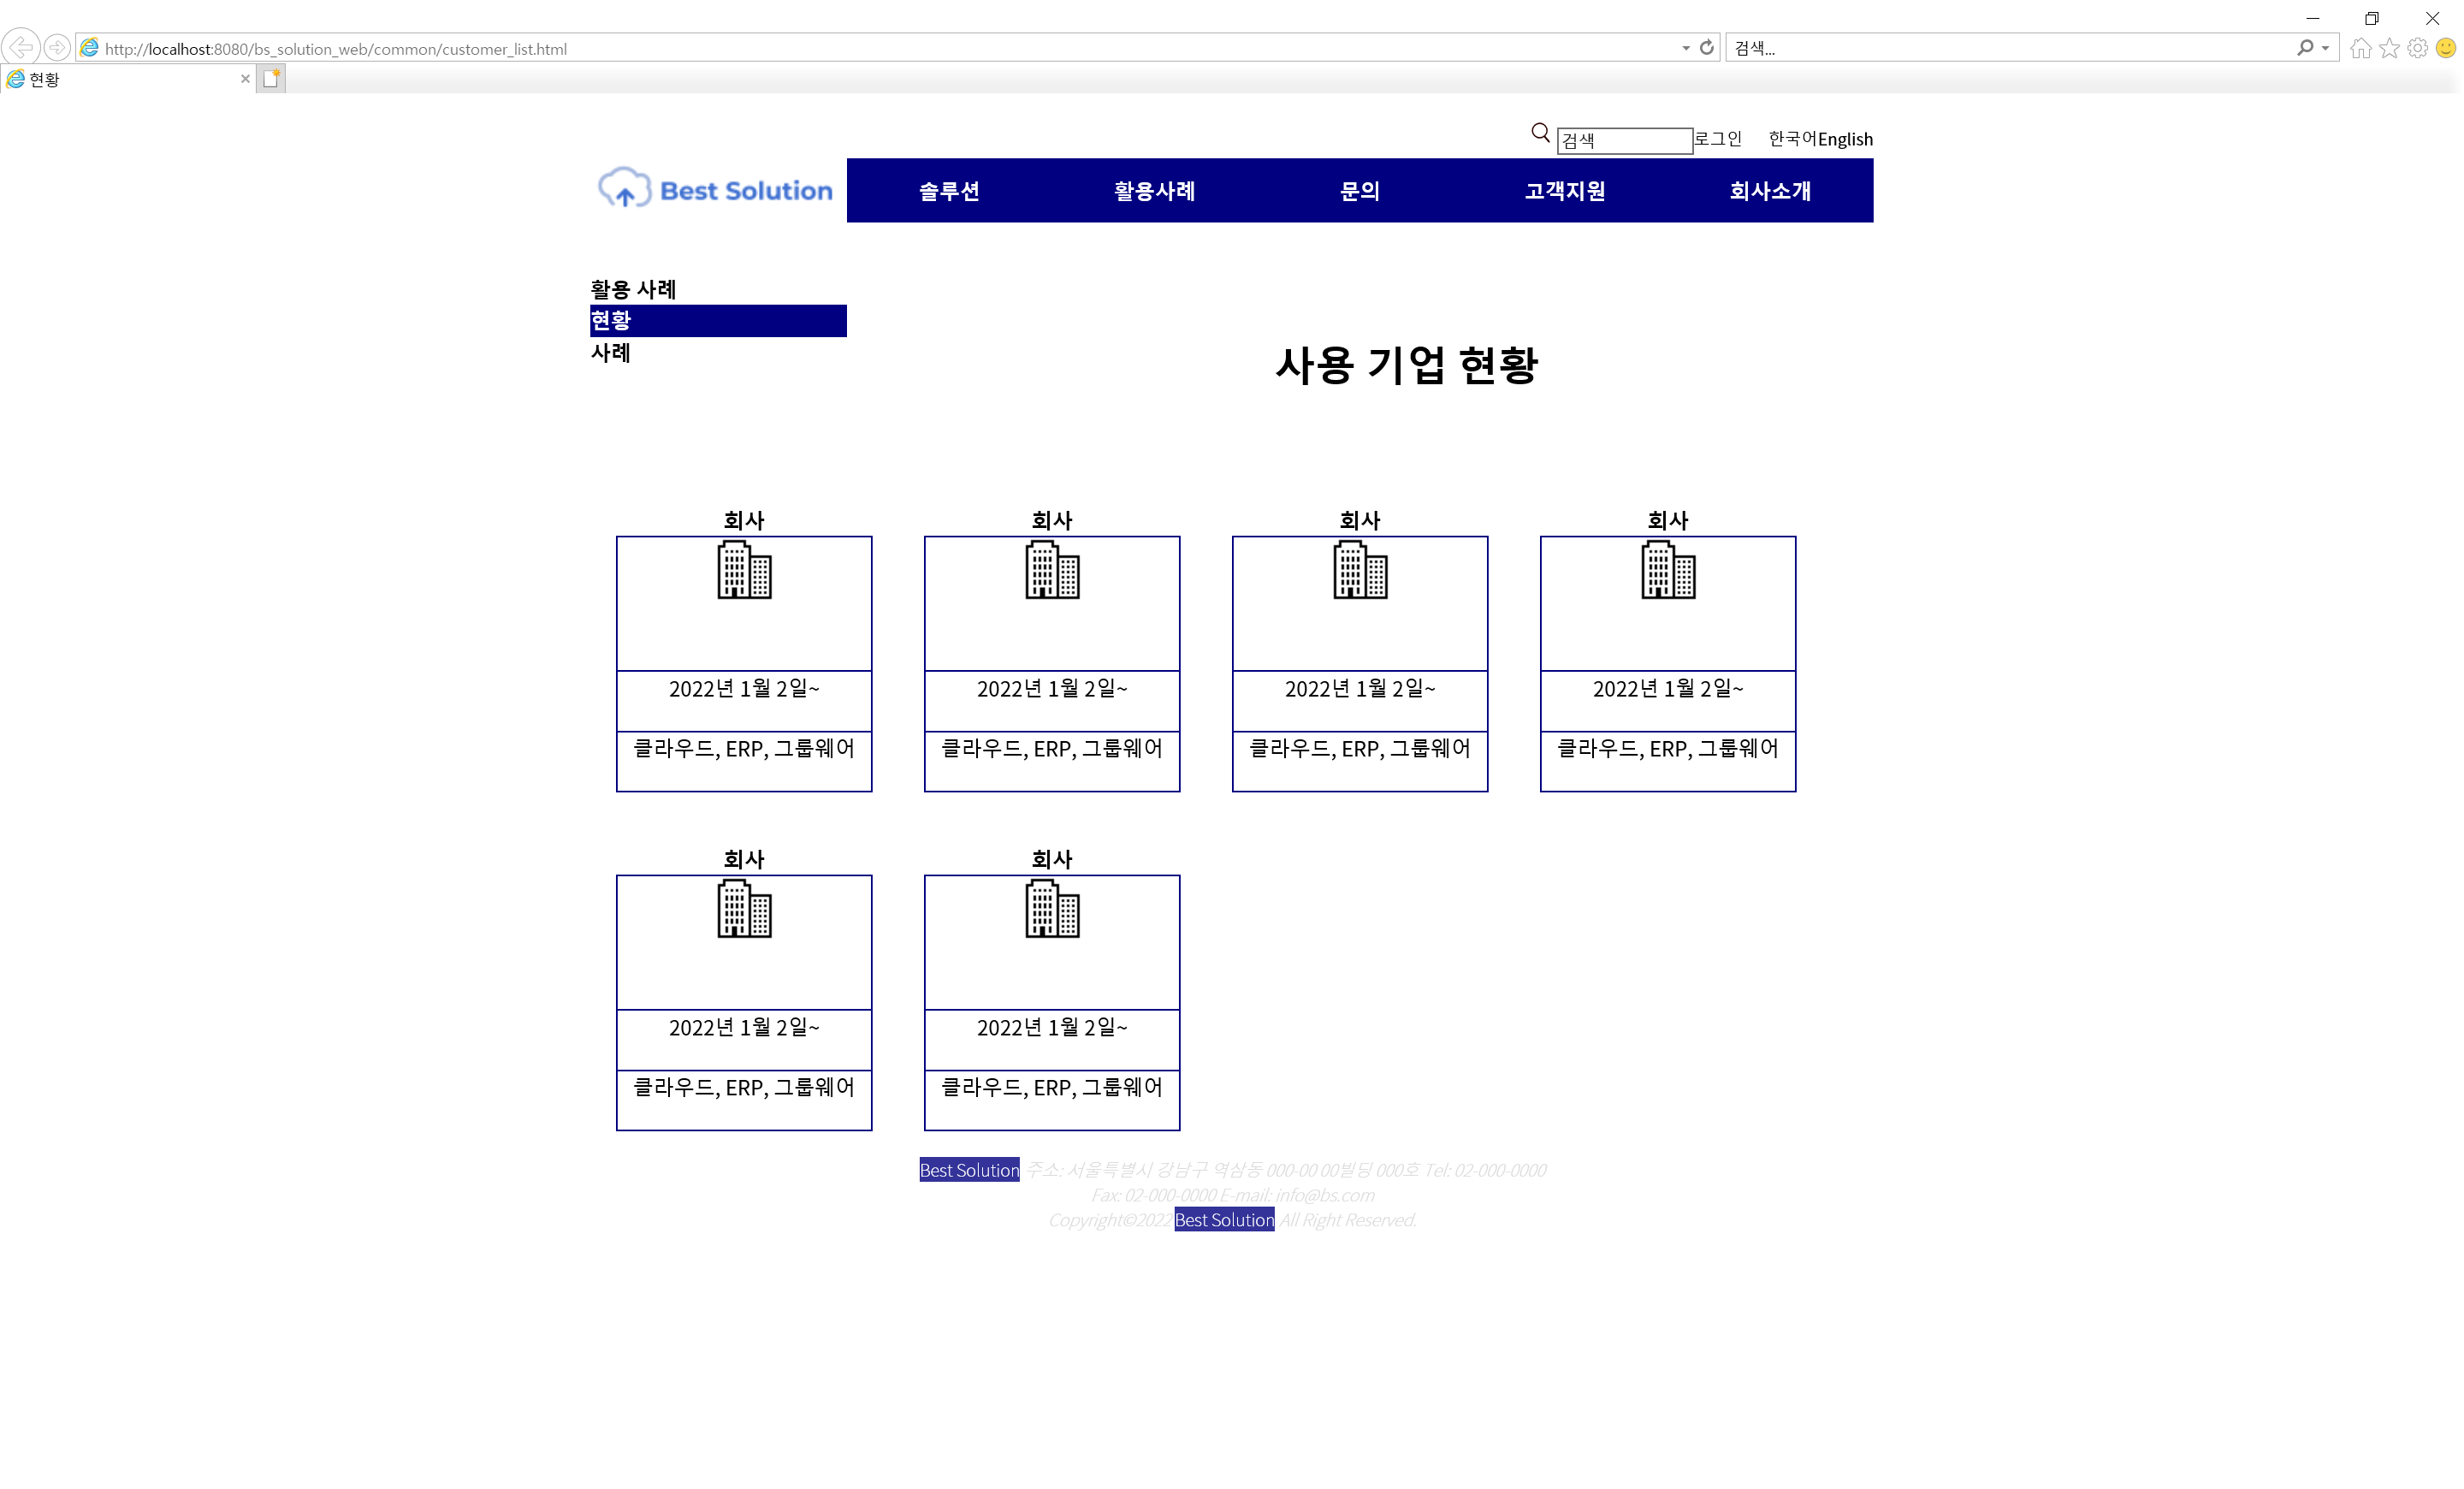 http://localhost:8080/bs_solution_web/common/customer_list.html
검색...
현황
검색
로그인
한국어English
Best Solution
솔루션
활용사례
문의
고객지원
회사소개
활용 사례
현황
사례
사용 기업 현황
회사
회사
회사
회사
2022년 1월 2일~
2022년 1월 2일~
2022년 1월 2일~
2022년 1월 2일~
클라우드, ERP, 그룹웨어
클라우드, ERP, 그룹웨어
클라우드, ERP, 그룹웨어
클라우드, ERP, 그룹웨어
회사
회사
2022년 1월 2일~
2022년 1월 2일~
클라우드, ERP, 그룹웨어
클라우드, ERP, 그룹웨어
Best Solution 주소: 서울특별시 강남구 역삼동 000-00 00빌딩 000호 Tel: 02-000-0000
Fax: 02-000-0000 E-mail: info@bs.com
Copyright©2022 Best Solution All Right Reserved.